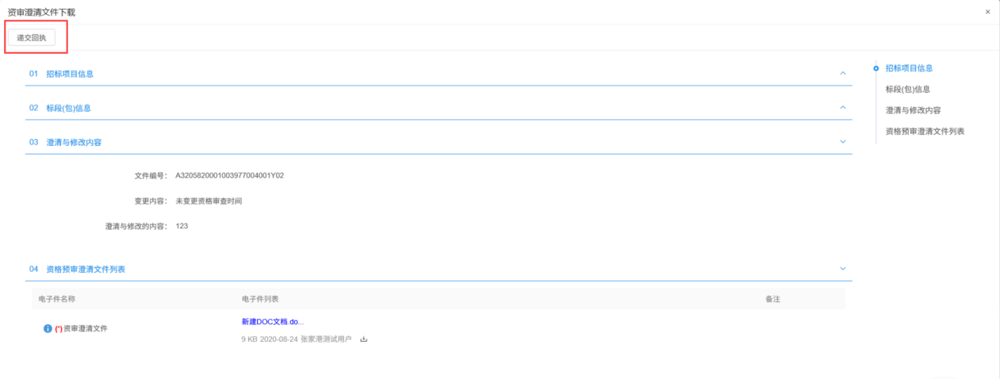 资审澄清文件下载
×
递交回执
01 招标项目信息
02 标段(包)信息
03 澄清与修改内容
文件编号： A3205820001003977004001Y02
变更内容： 未变更资格审查时间
澄清与修改的内容： 123
04 资格预审澄清文件列表
电子件名称 电子件列表 备注
(*)资审澄清文件
新建DOC文档.do...
9 KB 2020-08-24 张家港测试用户
招标项目信息
标段(包)信息
澄清与修改内容
资格预审澄清文件列表